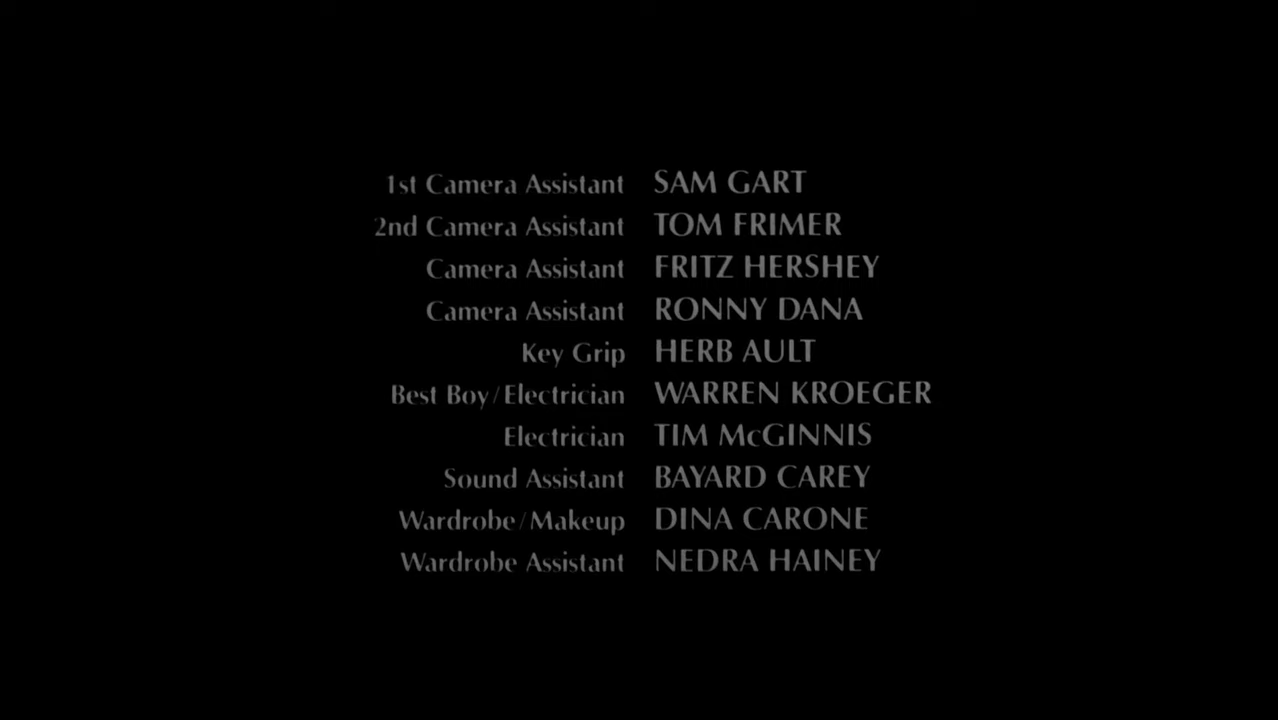 1st Camera Assistant SAM GART
2nd Camera Assistant TOM FRIMER
Camera Assistant FRITZ HERSHEY
Camera Assistant RONNY DANA
Key Grip HERB AULT
Best Boy/Electrician WARREN KROEGER
Electrician TIM McGINNIS
Sound Assistant BAYARD CAREY
Wardrobe/Makeup DINA CARONE
Wardrobe Assistant NEDRA HAINEY